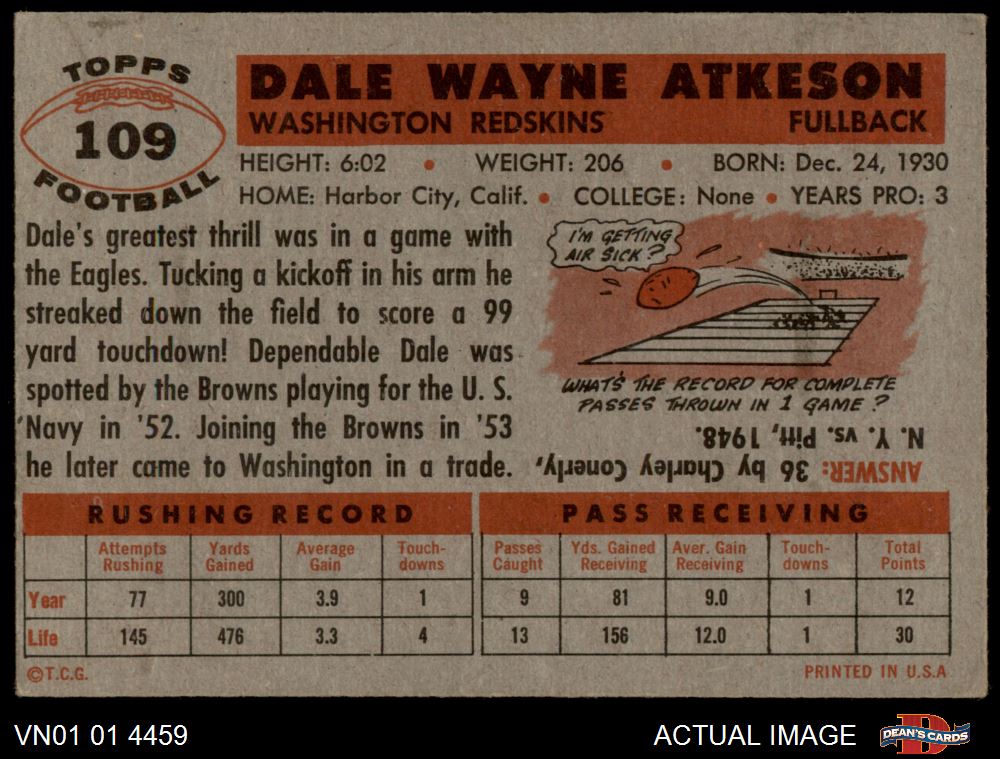 TOPPS
109
FOOTBALL
DALE WAYNE ATKESON
WASHINGTON REDSKINS FULLBACK
HEIGHT: 6:02 • WEIGHT: 206 • BORN: Dec. 24, 1930
HOME: Harbor City, Calif. • COLLEGE: None • YEARS PRO: 3
Dale's greatest thrill was in a game with
the Eagles. Tucking a kickoff in his arm he
streaked down the field to score a 99
yard touchdown! Dependable Dale was
spotted by the Browns playing for the U. S.
Navy in '52. Joining the Browns in '53
he later came to Washington in a trade.
I'M GETTING
AIR SICK?
WHAT'S THE RECORD FOR COMPLETE
PASSES THROWN IN 1 GAME?
ANSWER: 36 by Charley Conerly,
N. Y. vs. Pitt, 1948.
RUSHING RECORD
Attempts Rushing Yards Gained Average Gain Touch-downs
Year 77 300 3.9 1
Life 145 476 3.3 4
PASS RECEIVING
Passes Caught Yds. Gained Receiving Aver. Gain Receiving Touch-downs Total Points
9 81 9.0 1 12
13 156 12.0 1 30
©T.C.G. PRINTED IN U.S.A
VN01 01 4459 ACTUAL IMAGE
D
DEAN'S CARDS